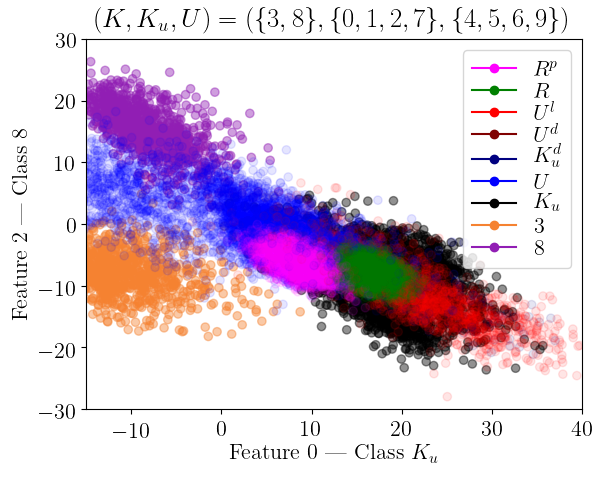 (K, K_u, U) = ({3, 8}, {0, 1, 2, 7}, {4, 5, 6, 9})
30
20
10
0
−10
−20
−30
Feature 2 — Class 8
R^p
R
U^l
U^d
K_u^d
U
K_u
3
8
−10
0
10
20
30
40
Feature 0 — Class K_u